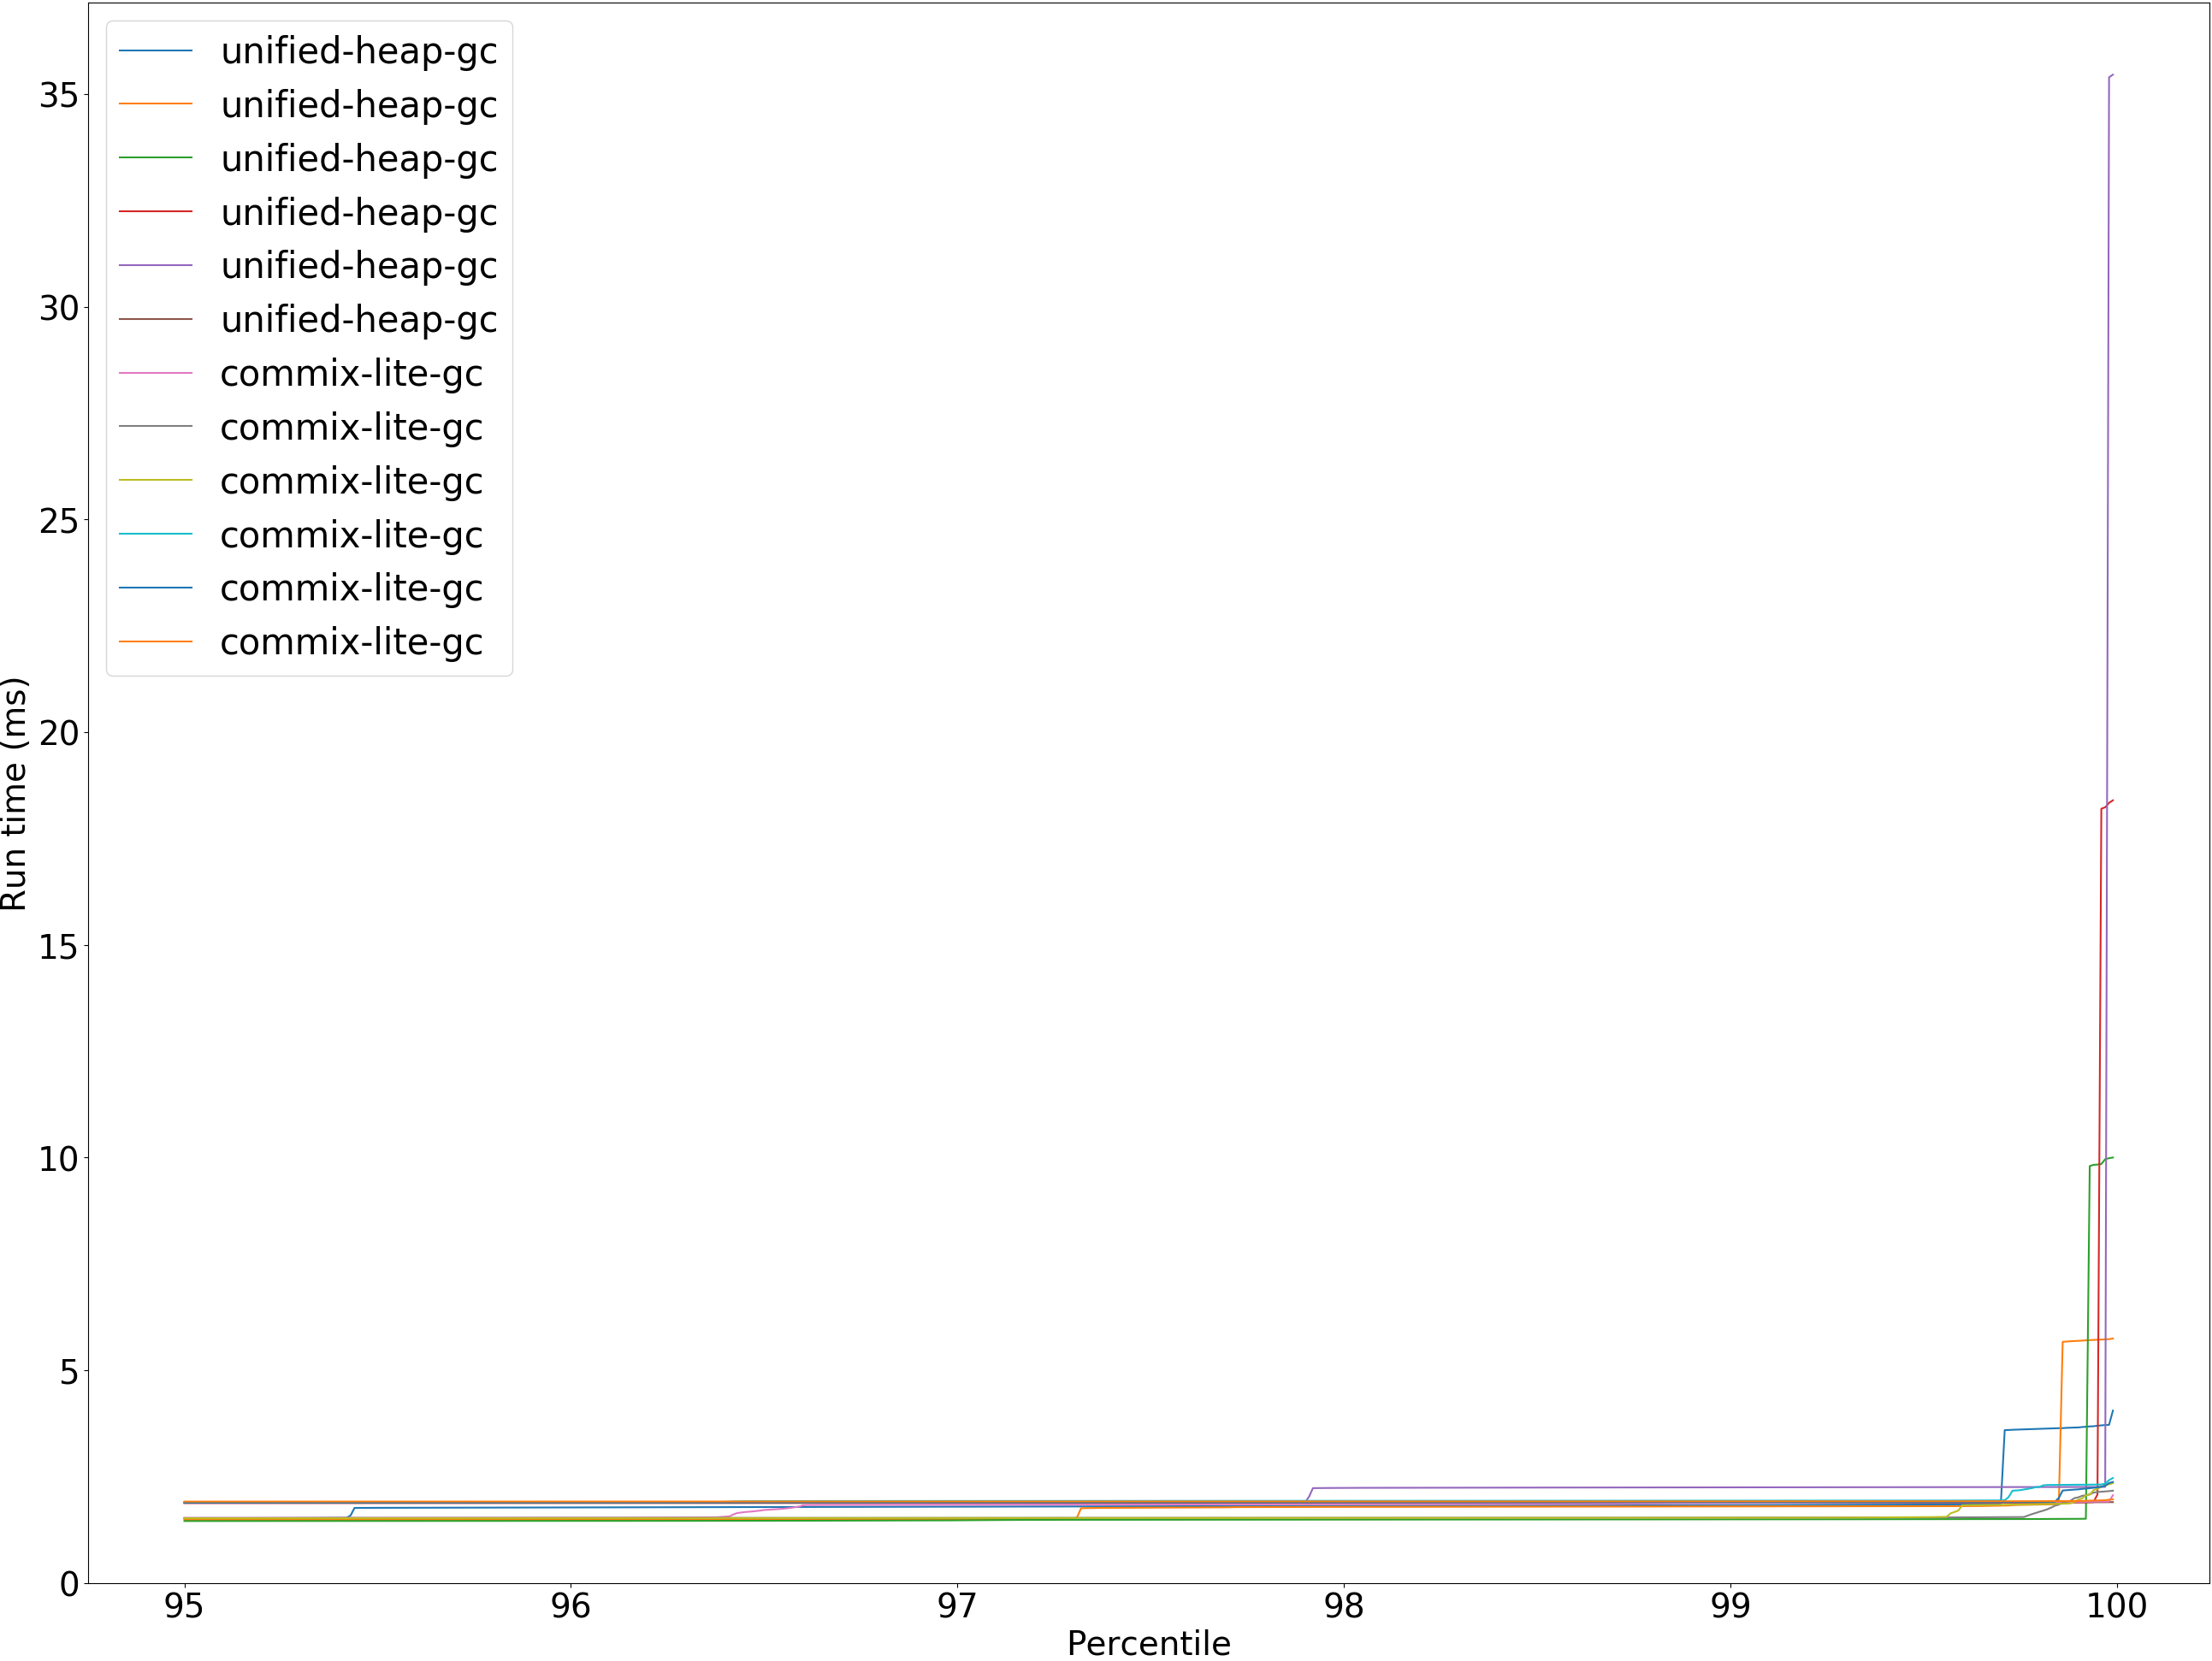 unified-heap-gc
unified-heap-gc
unified-heap-gc
unified-heap-gc
unified-heap-gc
unified-heap-gc
commix-lite-gc
commix-lite-gc
commix-lite-gc
commix-lite-gc
commix-lite-gc
commix-lite-gc
Run time (ms)
35
30
25
20
15
10
5
0
95 96 97 98 99 100
Percentile